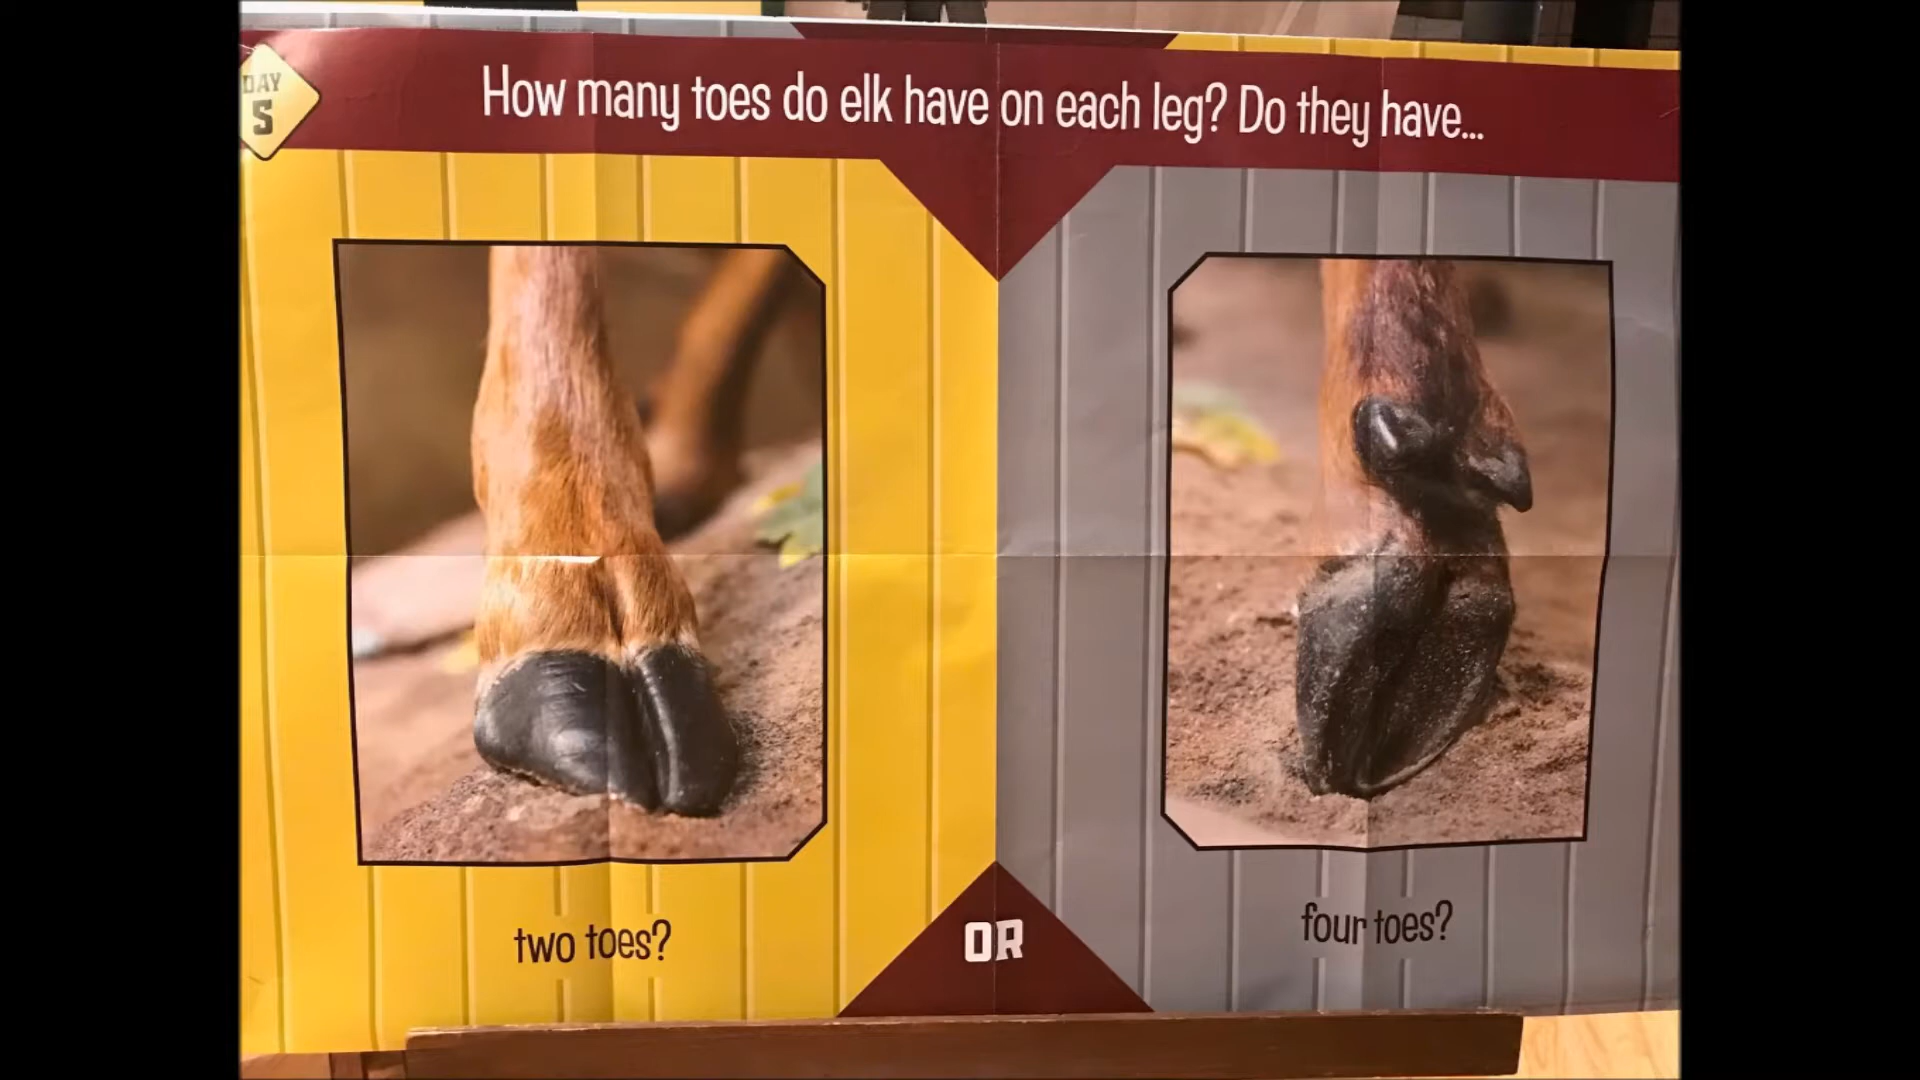 DAY
5
How many toes do elk have on each leg? Do they have...
two toes?
OR
four toes?